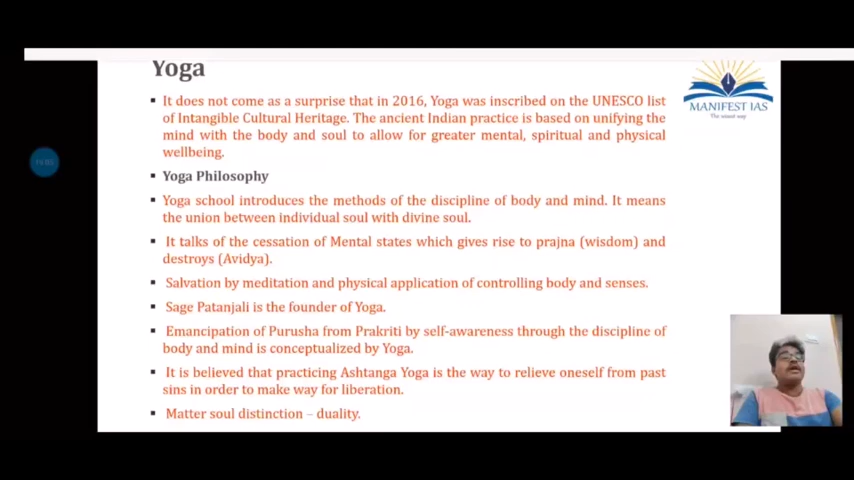 Yoga
▪ It does not come as a surprise that in 2016, Yoga was inscribed on the UNESCO list
of Intangible Cultural Heritage. The ancient Indian practice is based on unifying the
mind with the body and soul to allow for greater mental, spiritual and physical
wellbeing.
▪ Yoga Philosophy
▪ Yoga school introduces the methods of the discipline of body and mind. It means
the union between individual soul with divine soul.
▪ It talks of the cessation of Mental states which gives rise to prajna (wisdom) and
destroys (Avidya).
▪ Salvation by meditation and physical application of controlling body and senses.
▪ Sage Patanjali is the founder of Yoga.
▪ Emancipation of Purusha from Prakriti by self-awareness through the discipline of
body and mind is conceptualized by Yoga.
▪ It is believed that practicing Ashtanga Yoga is the way to relieve oneself from past
sins in order to make way for liberation.
▪ Matter soul distinction – duality.
MANIFEST IAS